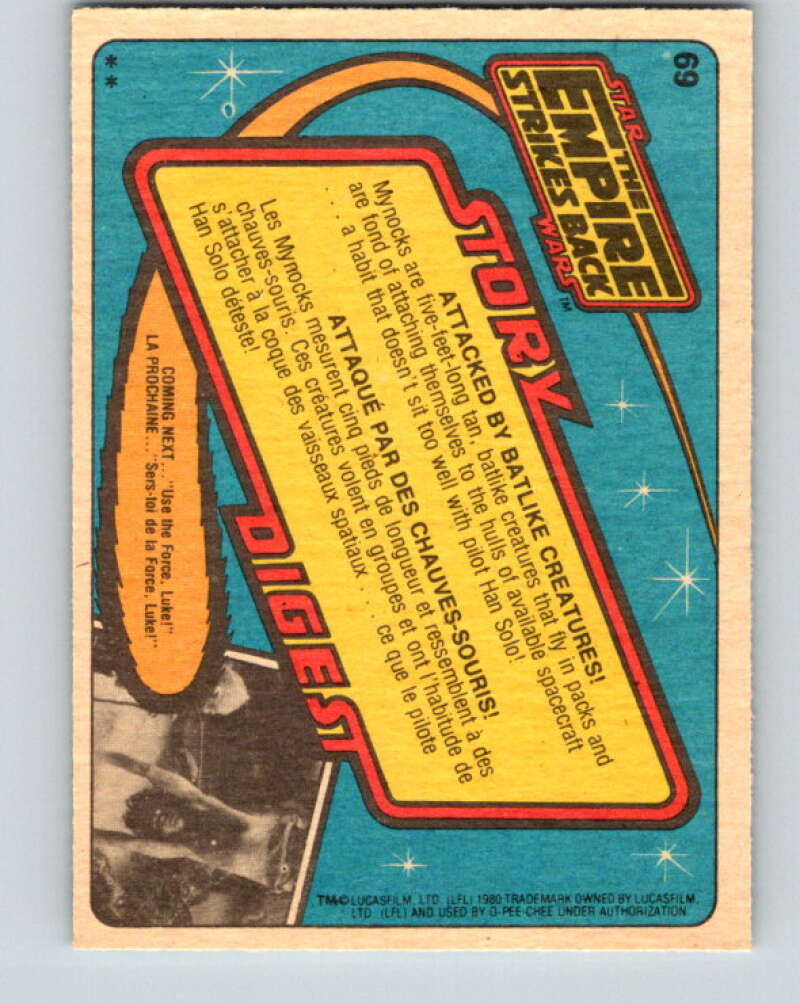 69
STAR
THE
EMPIRE
STRIKES BACK
WARS™
STORY
ATTACKED BY BATLIKE CREATURES!
Mynocks are five-feet-long tan, batlike creatures that fly in packs and
are fond of attaching themselves to the hulls of available spacecraft
. . . a habit that doesn't sit too well with pilot Han Solo!
ATTAQUÉ PAR DES CHAUVES-SOURIS!
Les Mynocks mesurent cinq pieds de longueur et ressemblent à des
chauves-souris. Ces créatures volent en groupes et ont l'habitude de
s'attacher à la coque des vaisseaux spatiaux . . . ce que le pilote
Han Solo déteste!
DIGEST
COMING NEXT... "Use the Force, Luke!"
LA PROCHAINE... "Sers-toi de la Force, Luke!"
TM© LUCASFILM, LTD. (LFL) 1980 TRADEMARK OWNED BY LUCASFILM,
LTD. (LFL) AND USED BY O-PEE-CHEE UNDER AUTHORIZATION.
**